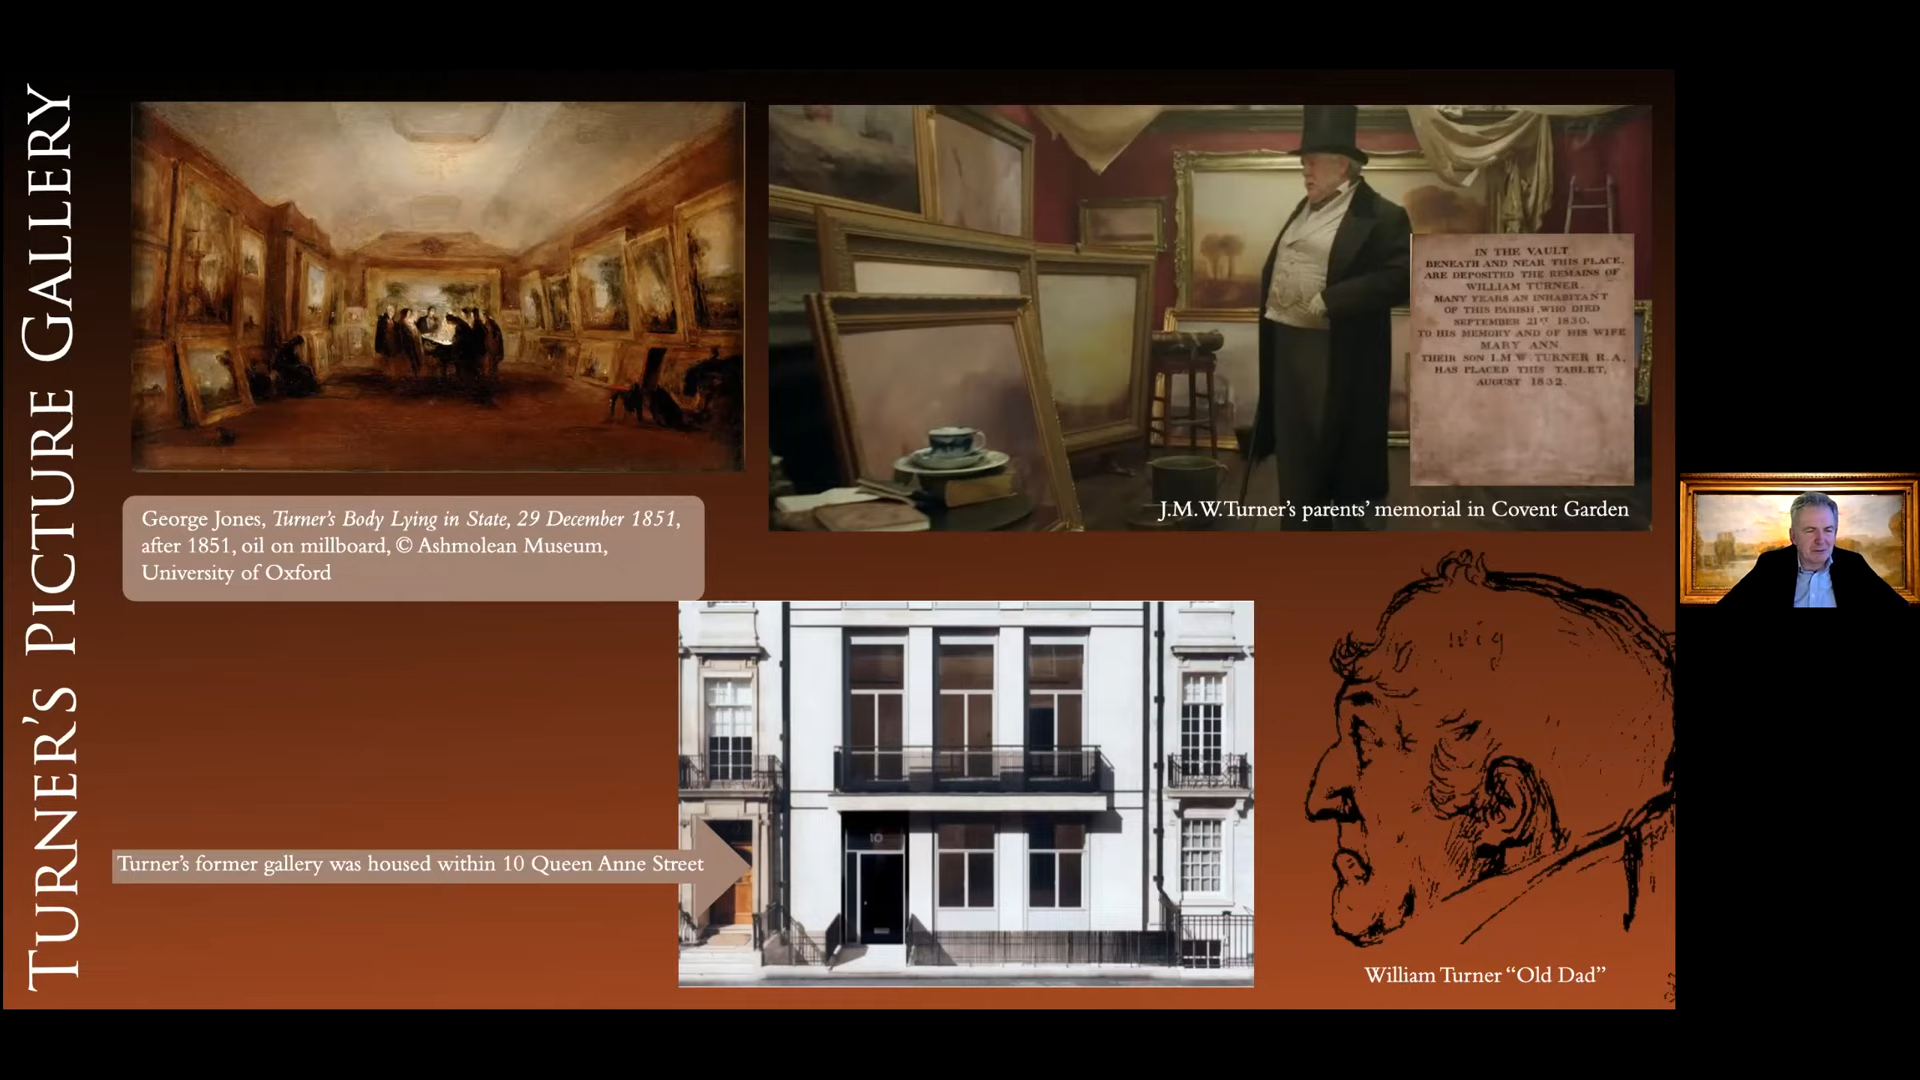 TURNER'S PICTURE GALLERY
George Jones, Turner's Body Lying in State, 29 December 1851,
after 1851, oil on millboard, © Ashmolean Museum,
University of Oxford
IN THE VAULT
BENEATH AND NEAR THIS PLACE,
ARE DEPOSITED THE REMAINS OF
WILLIAM TURNER.
MANY YEARS AN INHABITANT
OF THIS PARISH, WHO DIED
SEPTEMBER 21ST 1830.
TO HIS MEMORY AND OF HIS WIFE
MARY ANN.
THEIR SON I.M.W. TURNER R.A.
HAS PLACED THIS TABLET,
AUGUST 1832.
J.M.W.Turner's parents' memorial in Covent Garden
Turner's former gallery was housed within 10 Queen Anne Street
10
Wig
William Turner “Old Dad”